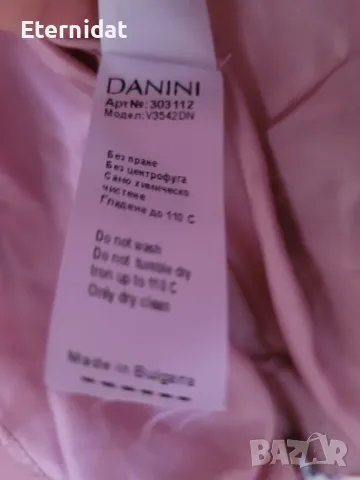 Eternidat
DANINI
Арт №: 303112
Модел: V3542DN
Без пране
Без центрофуга
Само химическо
чистене
Гладене до 110 C
Do not wash
Do not tumble dry
Iron up to 110 C
Only dry clean
Made in Bulgaria
bazar